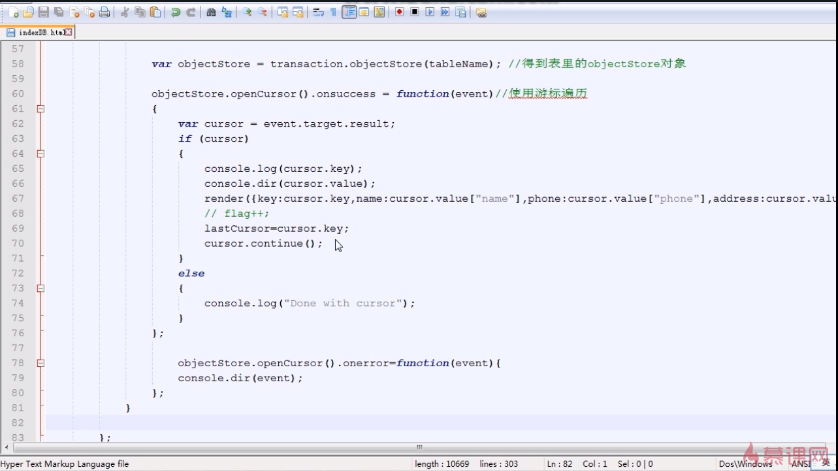 indexDB.html
57
58 var objectStore = transaction.objectStore(tableName); //得到表里的objectStore对象
59
60 objectStore.openCursor().onsuccess = function(event)//使用游标遍历
61 {
62 var cursor = event.target.result;
63 if (cursor)
64 {
65 console.log(cursor.key);
66 console.dir(cursor.value);
67 render({key:cursor.key,name:cursor.value["name"],phone:cursor.value["phone"],address:cursor.valu
68 // flag++;
69 lastCursor=cursor.key;
70 cursor.continue();
71 }
72 else
73 {
74 console.log("Done with cursor");
75 }
76 };
77
78 objectStore.openCursor().onerror=function(event){
79 console.dir(event);
80 };
81 }
82
83 };
Hyper Text Markup Language file length : 10669 lines : 303 Ln : 82 Col : 1 Sel : 0 | 0 Dos\Windows ANSI
慕课网